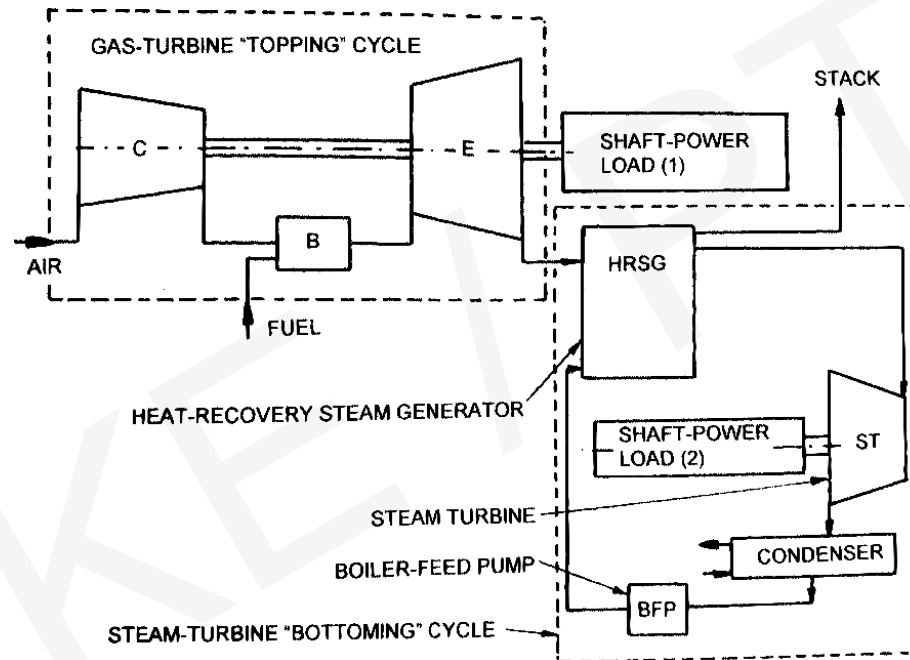 GAS-TURBINE "TOPPING" CYCLE
STACK
C
E
SHAFT-POWER
LOAD (1)
B
HRSG
AIR
FUEL
HEAT-RECOVERY STEAM GENERATOR
SHAFT-POWER
LOAD (2)
ST
STEAM TURBINE
CONDENSER
BOILER-FEED PUMP
BFP
STEAM-TURBINE "BOTTOMING" CYCLE